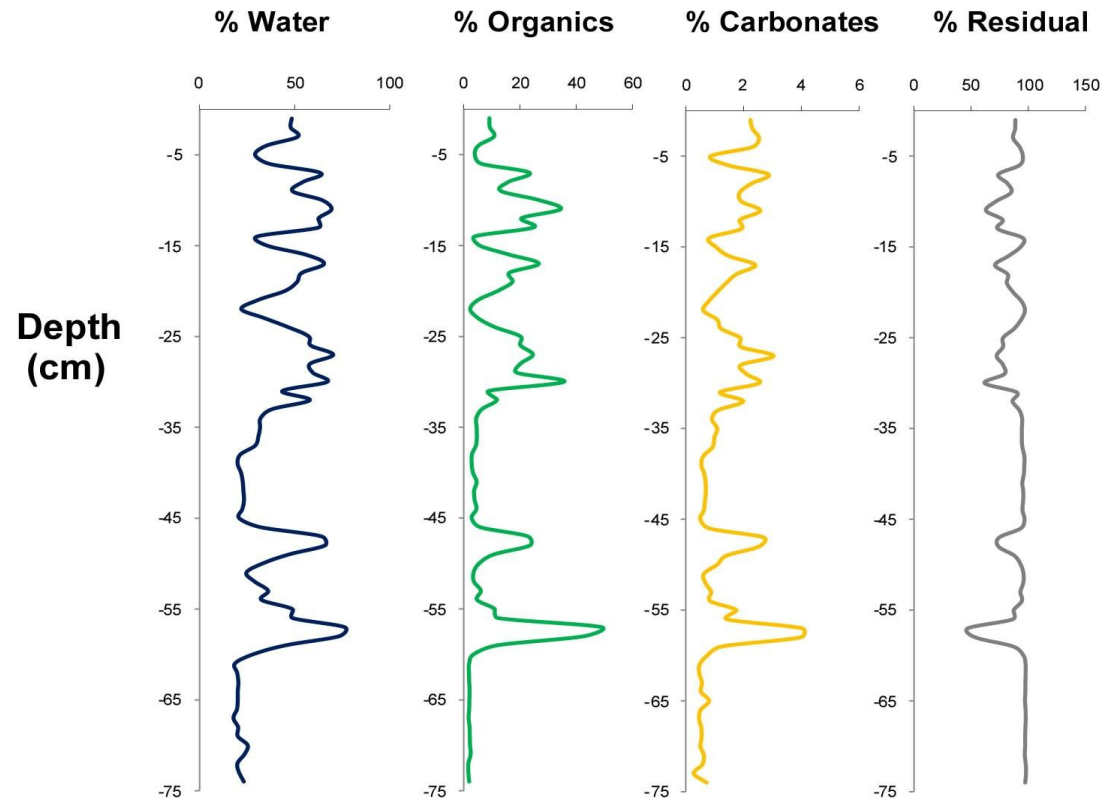 % Water % Organics % Carbonates % Residual
0 50 100 0 20 40 60 0 2 4 6 0 50 100 150
-5 -5 -5 -5
-15 -15 -15 -15
-25 -25 -25 -25
Depth
(cm)
-35 -35 -35 -35
-45 -45 -45 -45
-55 -55 -55 -55
-65 -65 -65 -65
-75 -75 -75 -75